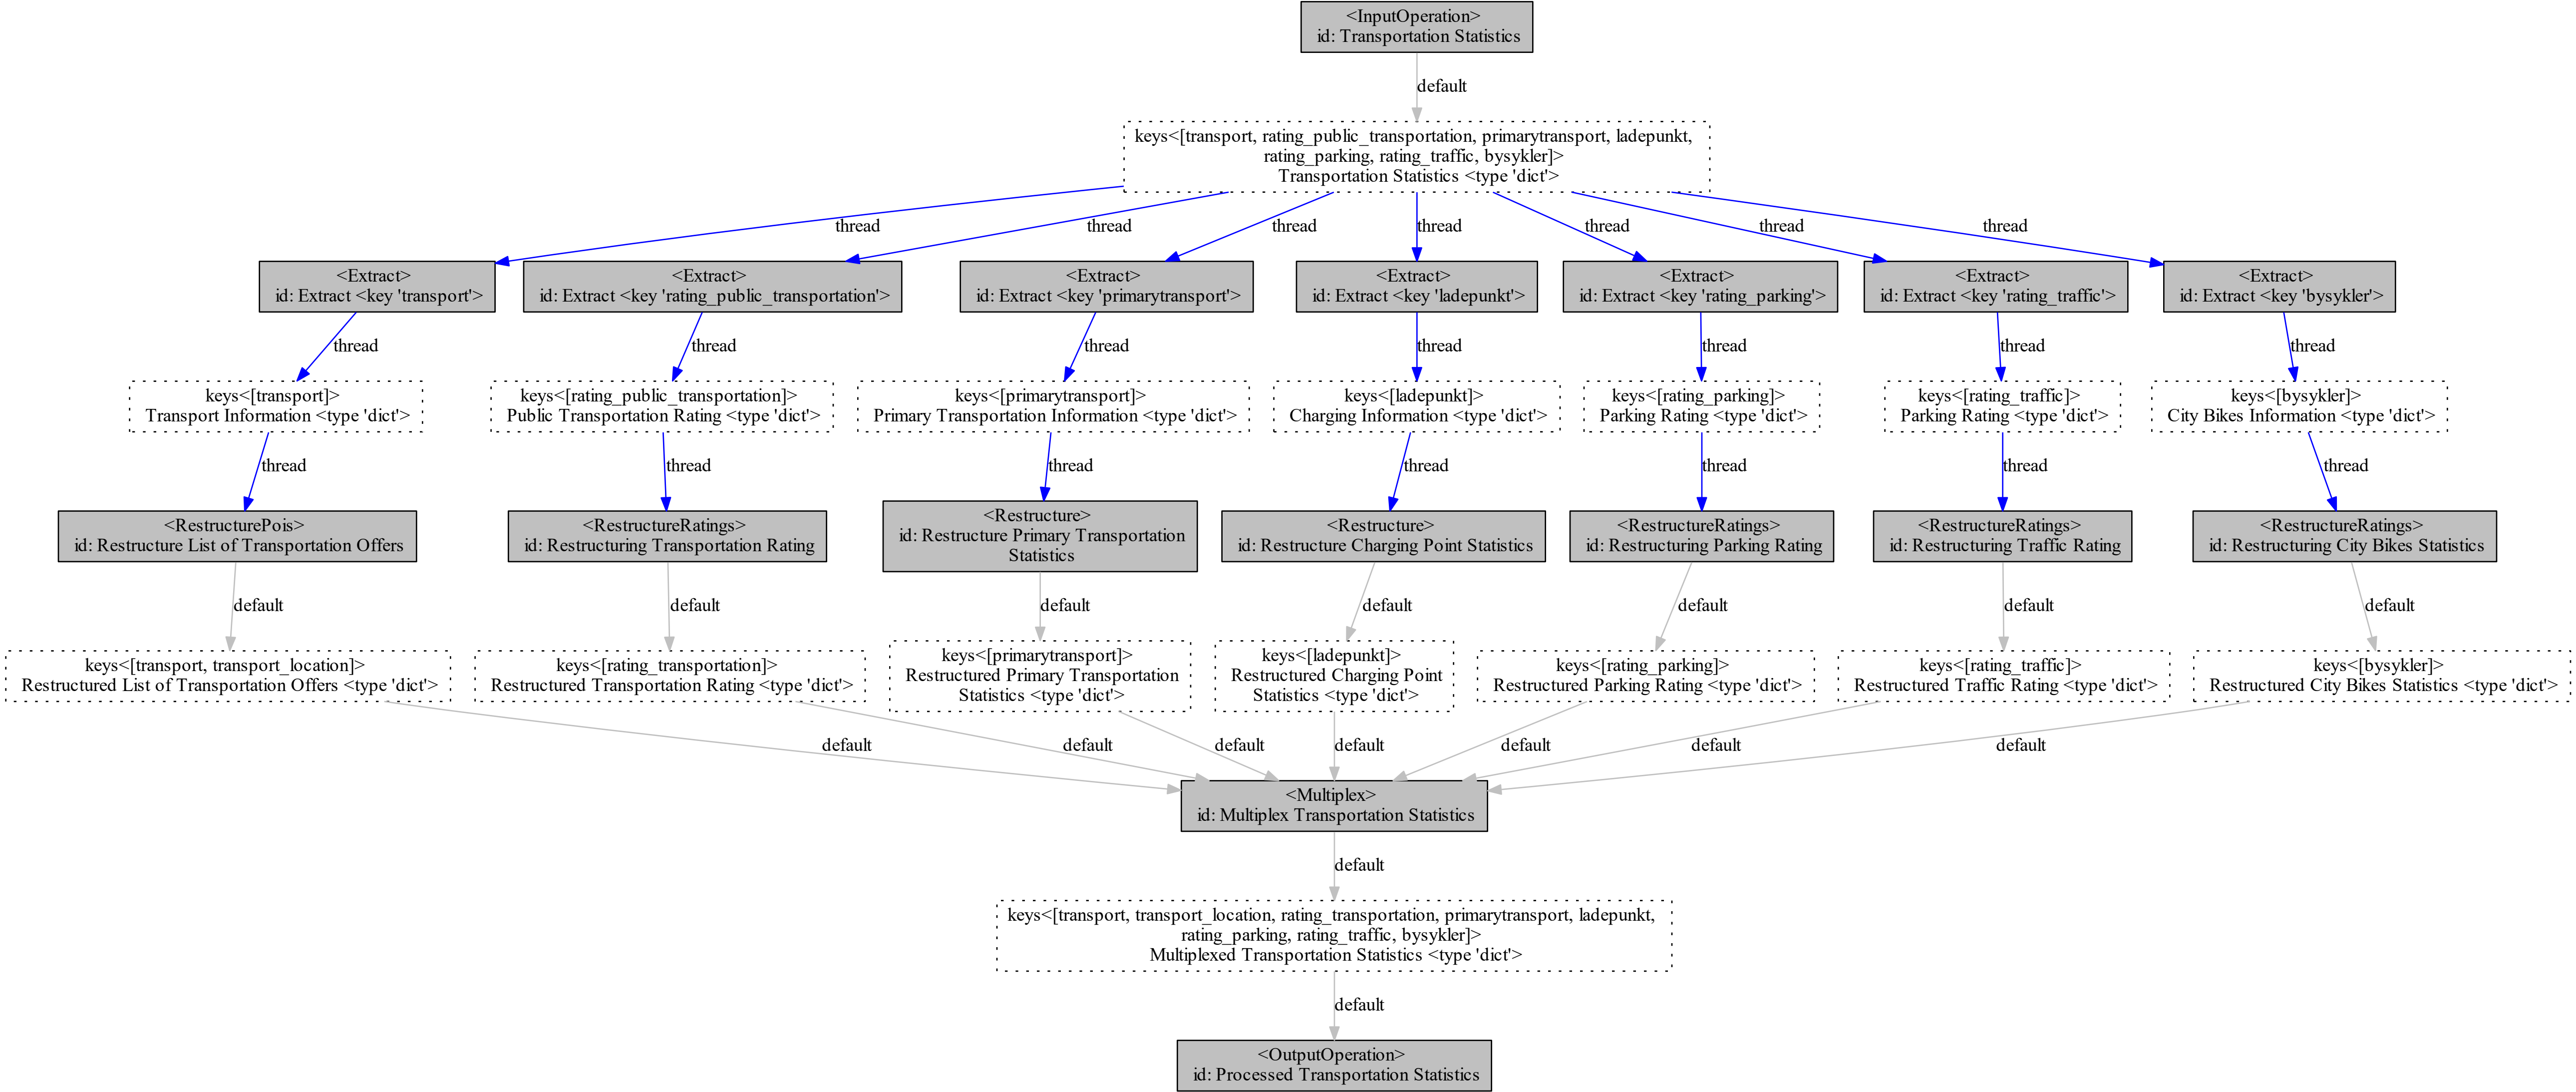 <InputOperation>
id: Transportation Statistics
default
keys<[transport, rating_public_transportation, primarytransport, ladepunkt,
rating_parking, rating_traffic, bysykler]>
Transportation Statistics <type 'dict'>
thread
thread
thread
thread
thread
thread
thread
<Extract>
id: Extract <key 'transport'>
<Extract>
id: Extract <key 'rating_public_transportation'>
<Extract>
id: Extract <key 'primarytransport'>
<Extract>
id: Extract <key 'ladepunkt'>
<Extract>
id: Extract <key 'rating_parking'>
<Extract>
id: Extract <key 'rating_traffic'>
<Extract>
id: Extract <key 'bysykler'>
thread
thread
thread
thread
thread
thread
thread
keys<[transport]>
Transport Information <type 'dict'>
keys<[rating_public_transportation]>
Public Transportation Rating <type 'dict'>
keys<[primarytransport]>
Primary Transportation Information <type 'dict'>
keys<[ladepunkt]>
Charging Information <type 'dict'>
keys<[rating_parking]>
Parking Rating <type 'dict'>
keys<[rating_traffic]>
Parking Rating <type 'dict'>
keys<[bysykler]>
City Bikes Information <type 'dict'>
thread
thread
thread
thread
thread
thread
thread
<RestructurePois>
id: Restructure List of Transportation Offers
<RestructureRatings>
id: Restructuring Transportation Rating
<Restructure>
id: Restructure Primary Transportation
Statistics
<Restructure>
id: Restructure Charging Point Statistics
<RestructureRatings>
id: Restructuring Parking Rating
<RestructureRatings>
id: Restructuring Traffic Rating
<RestructureRatings>
id: Restructuring City Bikes Statistics
default
default
default
default
default
default
default
keys<[transport, transport_location]>
Restructured List of Transportation Offers <type 'dict'>
keys<[rating_transportation]>
Restructured Transportation Rating <type 'dict'>
keys<[primarytransport]>
Restructured Primary Transportation
Statistics <type 'dict'>
keys<[ladepunkt]>
Restructured Charging Point
Statistics <type 'dict'>
keys<[rating_parking]>
Restructured Parking Rating <type 'dict'>
keys<[rating_traffic]>
Restructured Traffic Rating <type 'dict'>
keys<[bysykler]>
Restructured City Bikes Statistics <type 'dict'>
default
default
default
default
default
default
default
<Multiplex>
id: Multiplex Transportation Statistics
default
keys<[transport, transport_location, rating_transportation, primarytransport, ladepunkt,
rating_parking, rating_traffic, bysykler]>
Multiplexed Transportation Statistics <type 'dict'>
default
<OutputOperation>
id: Processed Transportation Statistics